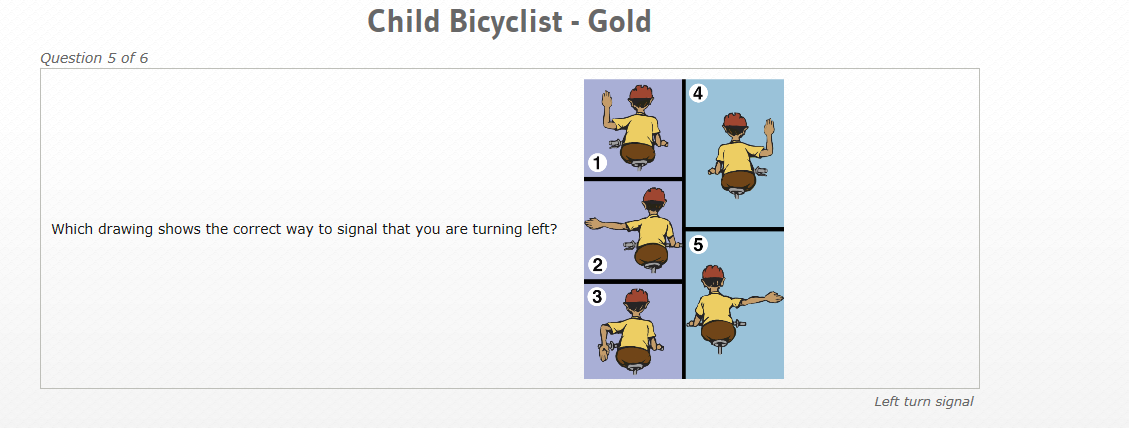 Child Bicyclist - Gold
Question 5 of 6
Which drawing shows the correct way to signal that you are turning left?
1
2
3
4
5
Left turn signal